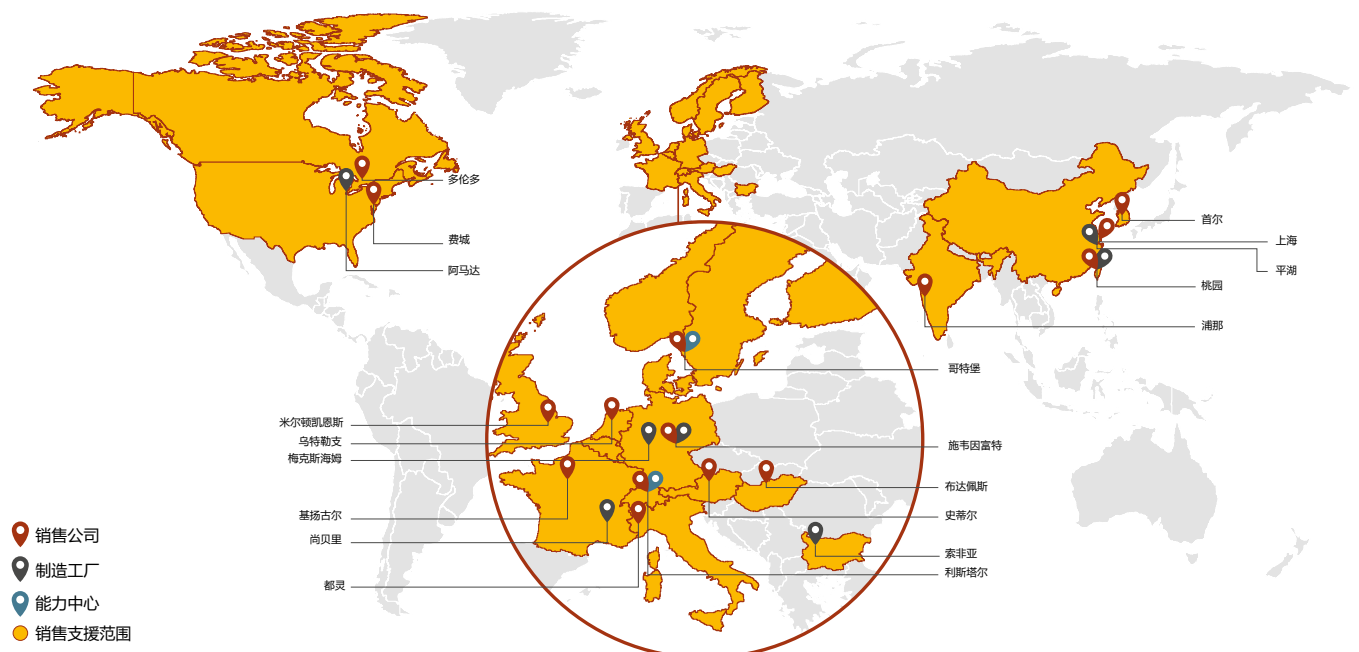 多伦多
费城
阿马达
首尔
上海
平湖
桃园
浦那
哥特堡
米尔顿凯恩斯
乌特勒支
梅克斯海姆
施韦因富特
布达佩斯
基扬古尔
史蒂尔
尚贝里
索非亚
利斯塔尔
都灵
销售公司
制造工厂
能力中心
销售支援范围